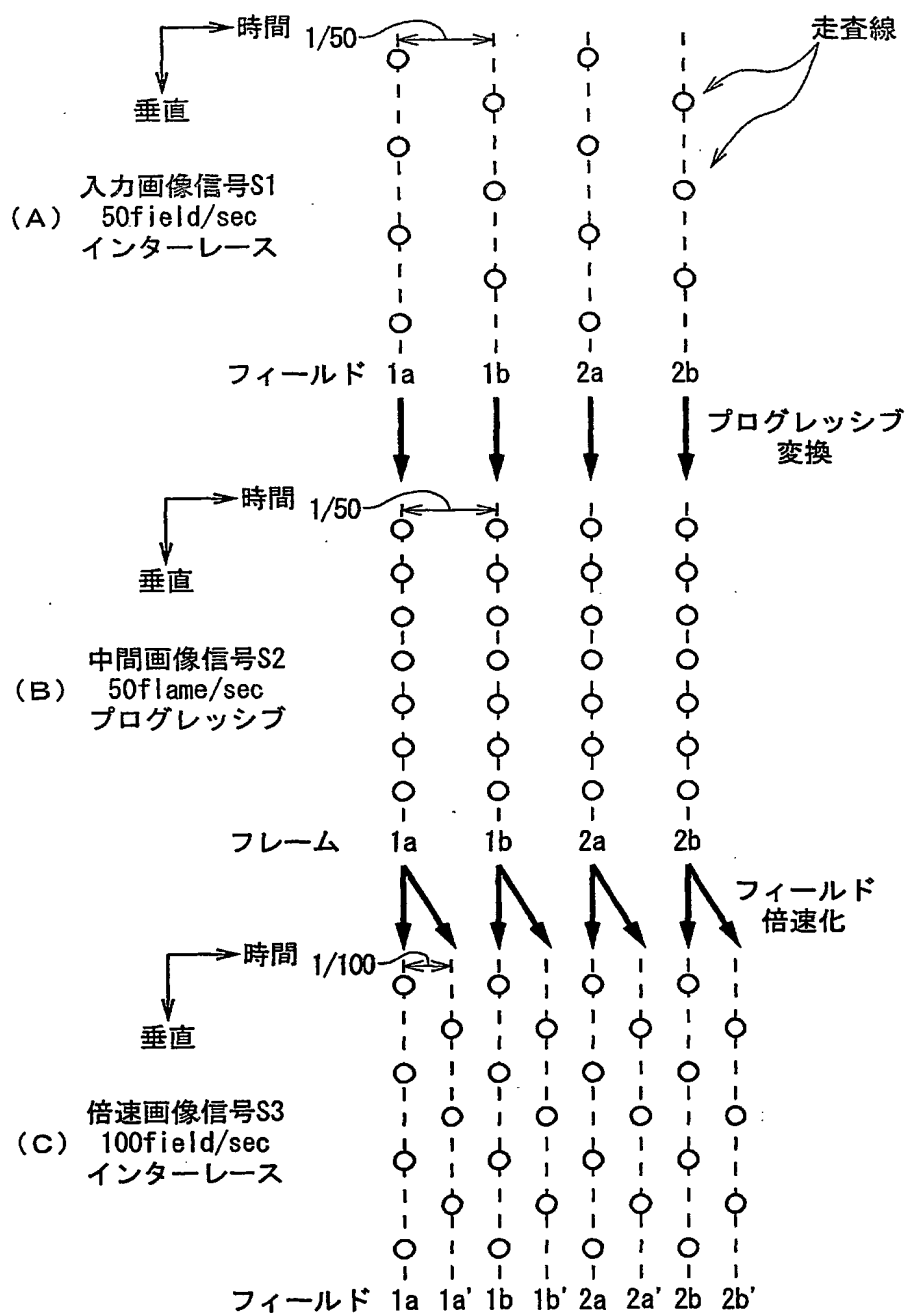 時間
1/50
走査線
垂直
(A)
入力画像信号S1
50field/sec
インターレース
フィールド 1a 1b 2a 2b
プログレッシブ
変換
時間
1/50
垂直
(B)
中間画像信号S2
50flame/sec
プログレッシブ
フレーム 1a 1b 2a 2b
フィールド
倍速化
時間
1/100
垂直
(C)
倍速画像信号S3
100field/sec
インターレース
フィールド 1a 1a' 1b 1b' 2a 2a' 2b 2b'